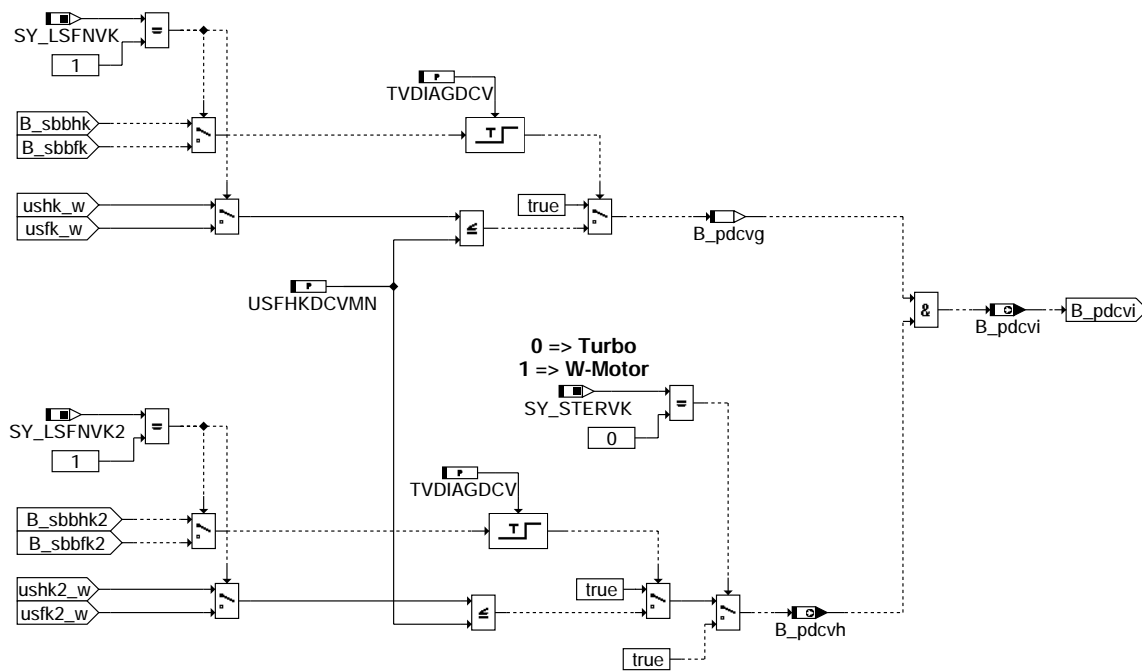 SY_LSFNVK
=
1
TVDIAGDCV
P
B_sbbhk
B_sbbfk
T
ushk_w
usfk_w
true
≤
B_pdcvg
P
USFHKDCVMN
&
B_pdcvi
B_pdcvi
0 => Turbo
1 => W-Motor
SY_STERVK
=
0
SY_LSFNVK2
=
1
P
TVDIAGDCV
B_sbbhk2
B_sbbfk2
T
ushk2_w
usfk2_w
true
≤
B_pdcvh
true